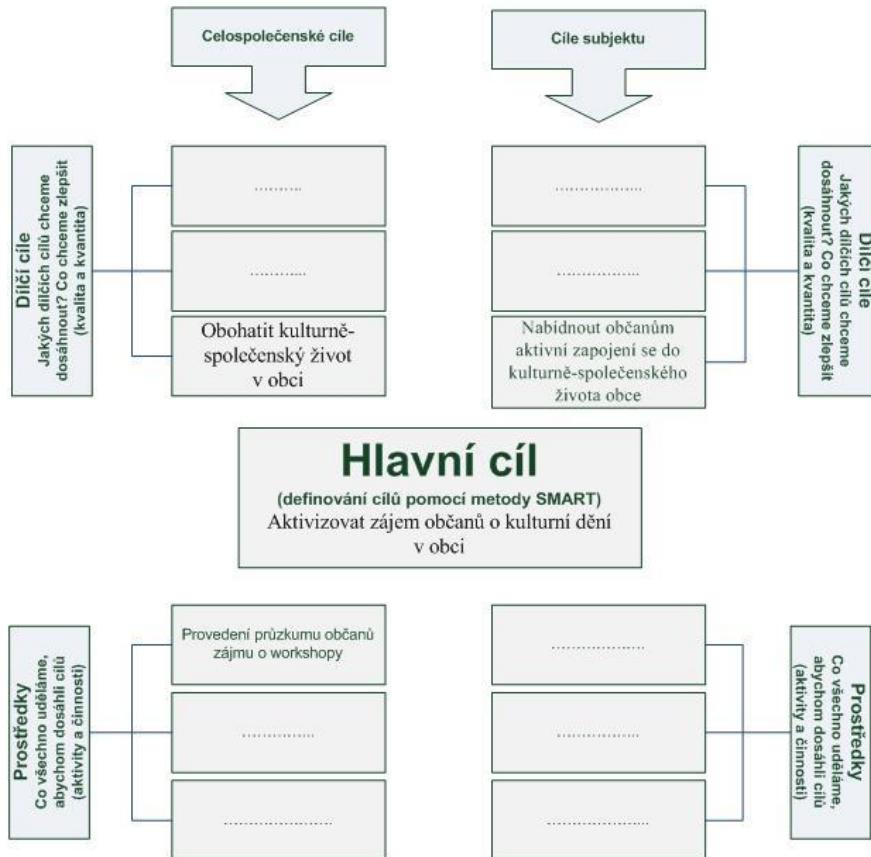 Celospolečenské cíle
Cíle subjektu
Dílčí cíle
Jakých dílčích cílů chceme
dosáhnout? Co chceme zlepšit
(kvalita a kvantita)
...........
............
Obohatit kulturně-
společenský život
v obci
...................
.................
Nabídnout občanům
aktivní zapojení se do
kulturně-společenského
života obce
Dílčí cíle
Jakých dílčích cílů chceme
dosáhnout? Co chceme zlepšit
(kvalita a kvantita)
Hlavní cíl
(definování cílů pomocí metody SMART)
Aktivizovat zájem občanů o kulturní dění
v obci
Prostředky
Co všechno uděláme,
abychom dosáhli cílů
(aktivity a činnosti)
Provedení průzkumu občanů
zájmu o workshopy
...............
......................
.....................
.................
...................
Prostředky
Co všechno uděláme,
abychom dosáhli cílů
(aktivity a činnosti)